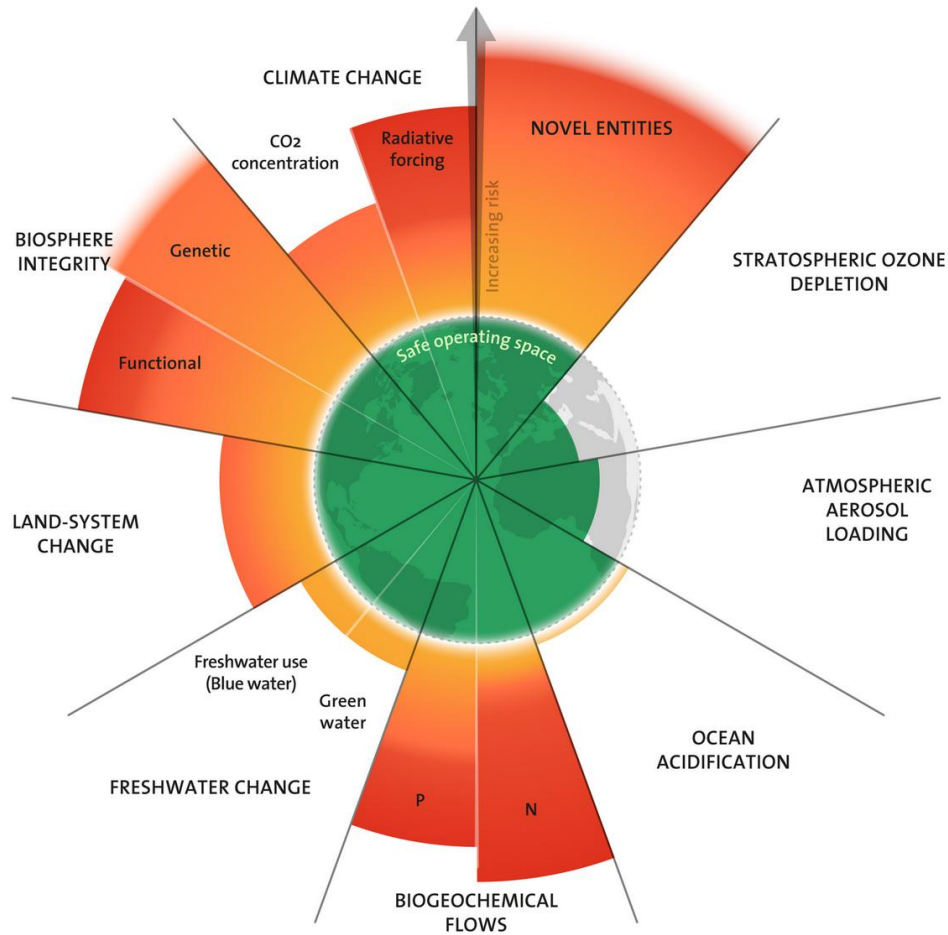 CLIMATE CHANGE
CO2
concentration
Radiative
forcing
NOVEL ENTITIES
Increasing risk
BIOSPHERE
INTEGRITY
Genetic
Functional
STRATOSPHERIC OZONE
DEPLETION
Safe operating space
LAND-SYSTEM
CHANGE
ATMOSPHERIC
AEROSOL
LOADING
Freshwater use
(Blue water)
Green
water
FRESHWATER CHANGE
P
N
OCEAN
ACIDIFICATION
BIOGEOCHEMICAL
FLOWS